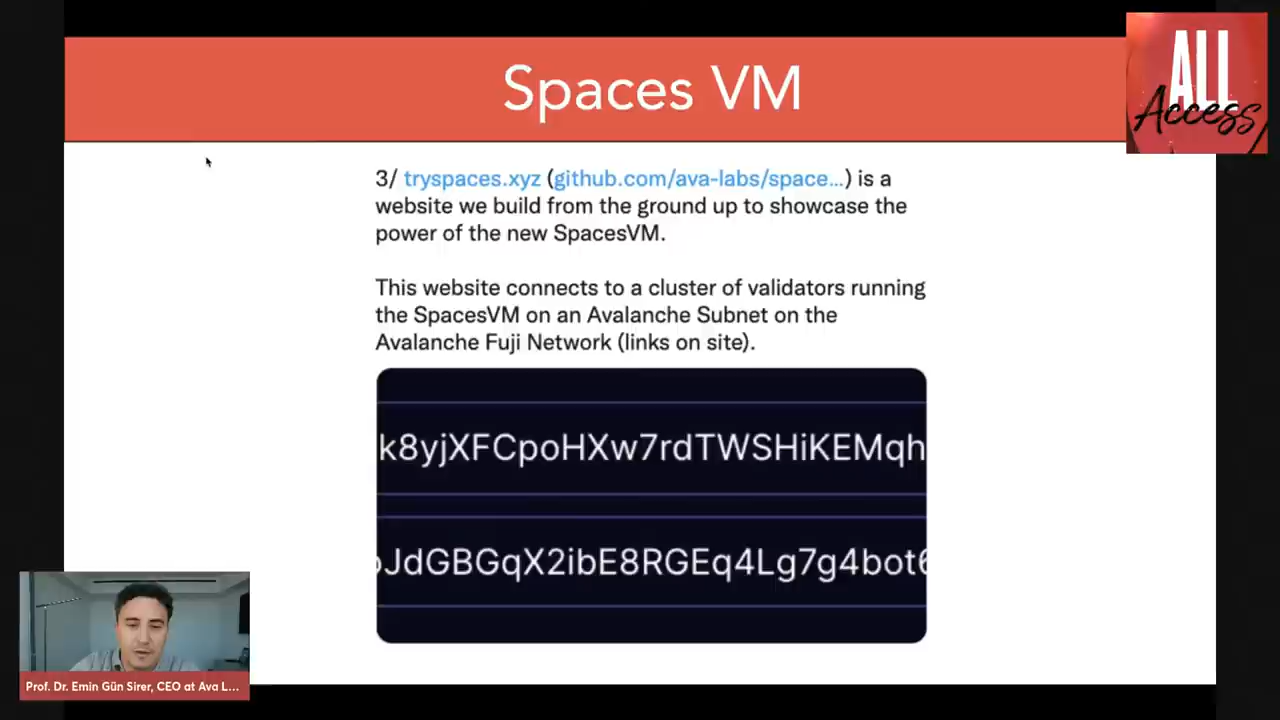 Spaces VM
ALL
Access
3/ tryspaces.xyz (github.com/ava-labs/space...) is a
website we build from the ground up to showcase the
power of the new SpacesVM.
This website connects to a cluster of validators running
the SpacesVM on an Avalanche Subnet on the
Avalanche Fuji Network (links on site).
k8yjXFCpoHXw7rdTWSHiKEMqh
JdGBGqX2ibE8RGEq4Lg7g4bot6
Prof. Dr. Emin Gün Sirer, CEO at Ava L...